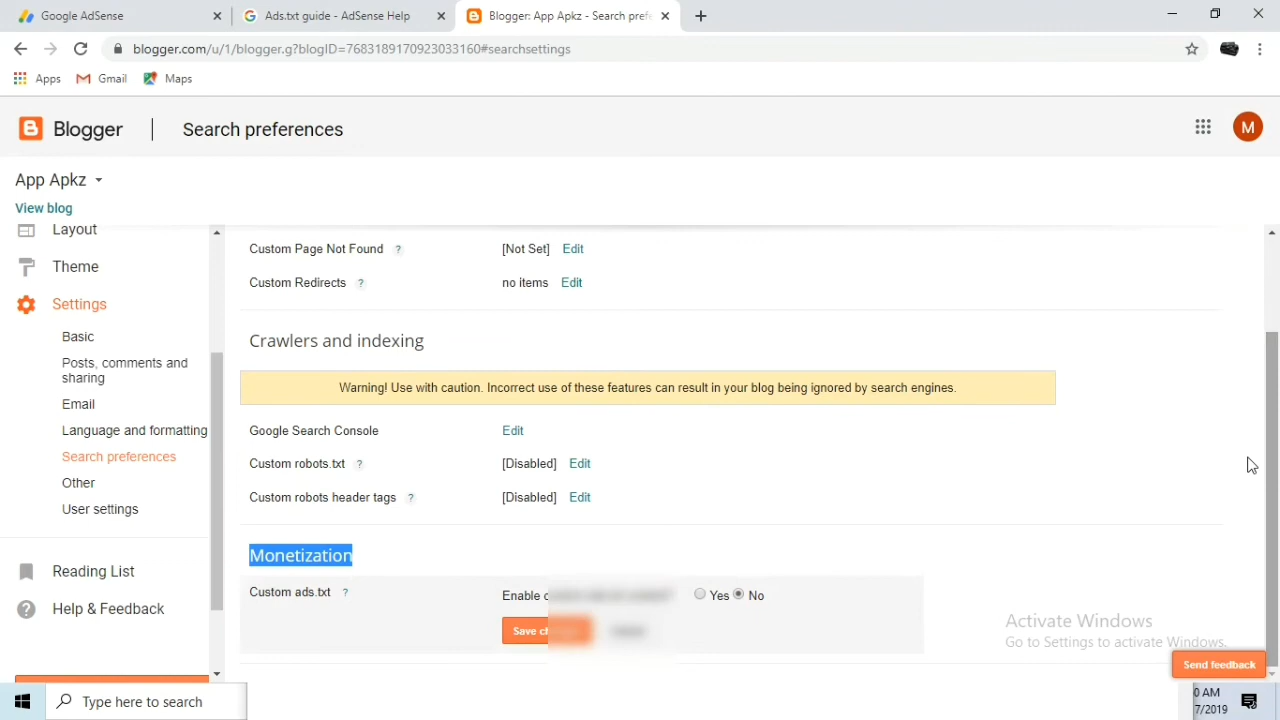 Google AdSense
Ads.txt guide - AdSense Help
Blogger: App Apkz - Search prefe
blogger.com/u/1/blogger.g?blogID=7683189170923033160#searchsettings
Apps
Gmail
Maps
Blogger
Search preferences
M
App Apkz
View blog
Layout
Theme
Settings
Basic
Posts, comments and
sharing
Email
Language and formatting
Search preferences
Other
User settings
Reading List
Help & Feedback
Custom Page Not Found ? [Not Set] Edit
Custom Redirects ? no items Edit
Crawlers and indexing
Warning! Use with caution. Incorrect use of these features can result in your blog being ignored by search engines.
Google Search Console Edit
Custom robots.txt ? [Disabled] Edit
Custom robots header tags ? [Disabled] Edit
Monetization
Custom ads.txt ? Enable Yes No
Save
Activate Windows
Go to Settings to activate Windows.
Send feedback
Type here to search
0 AM
7/2019